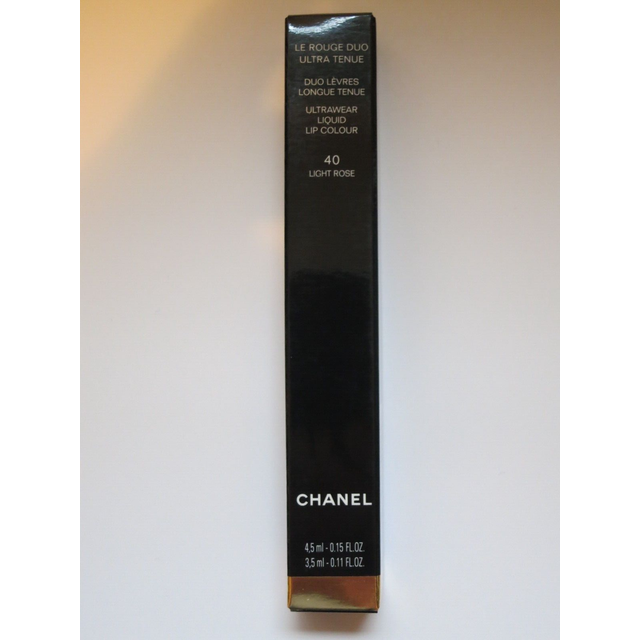 LE ROUGE DUO
ULTRA TENUE
DUO LÈVRES
LONGUE TENUE
ULTRAWEAR
LIQUID
LIP COLOUR
40
LIGHT ROSE
CHANEL
4,5 ml - 0.15 FL.OZ.
3,5 ml - 0.11 FL.OZ.